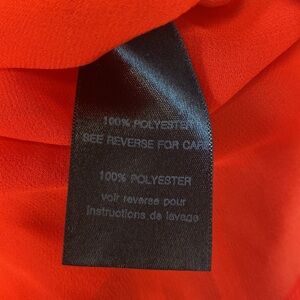 100% POLYESTER
SEE REVERSE FOR CARE
100% POLYESTER
voir reverse pour
instructions de lavage